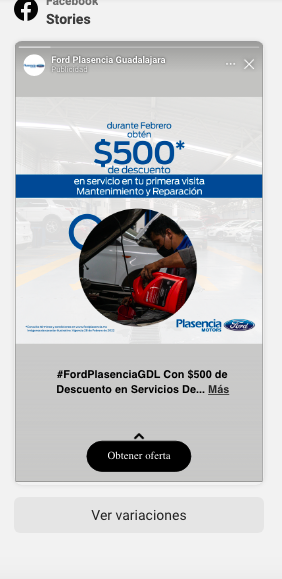 Facebook
Stories
Ford Plasencia Guadalajara
Publicidad
durante Febrero
obtén
$500*
de descuento
en servicio en tu primera visita
Mantenimiento y Reparación
Plasencia
MOTORS
Ford
#FordPlasenciaGDL Con $500 de
Descuento en Servicios De... Más
Obtener oferta
Ver variaciones